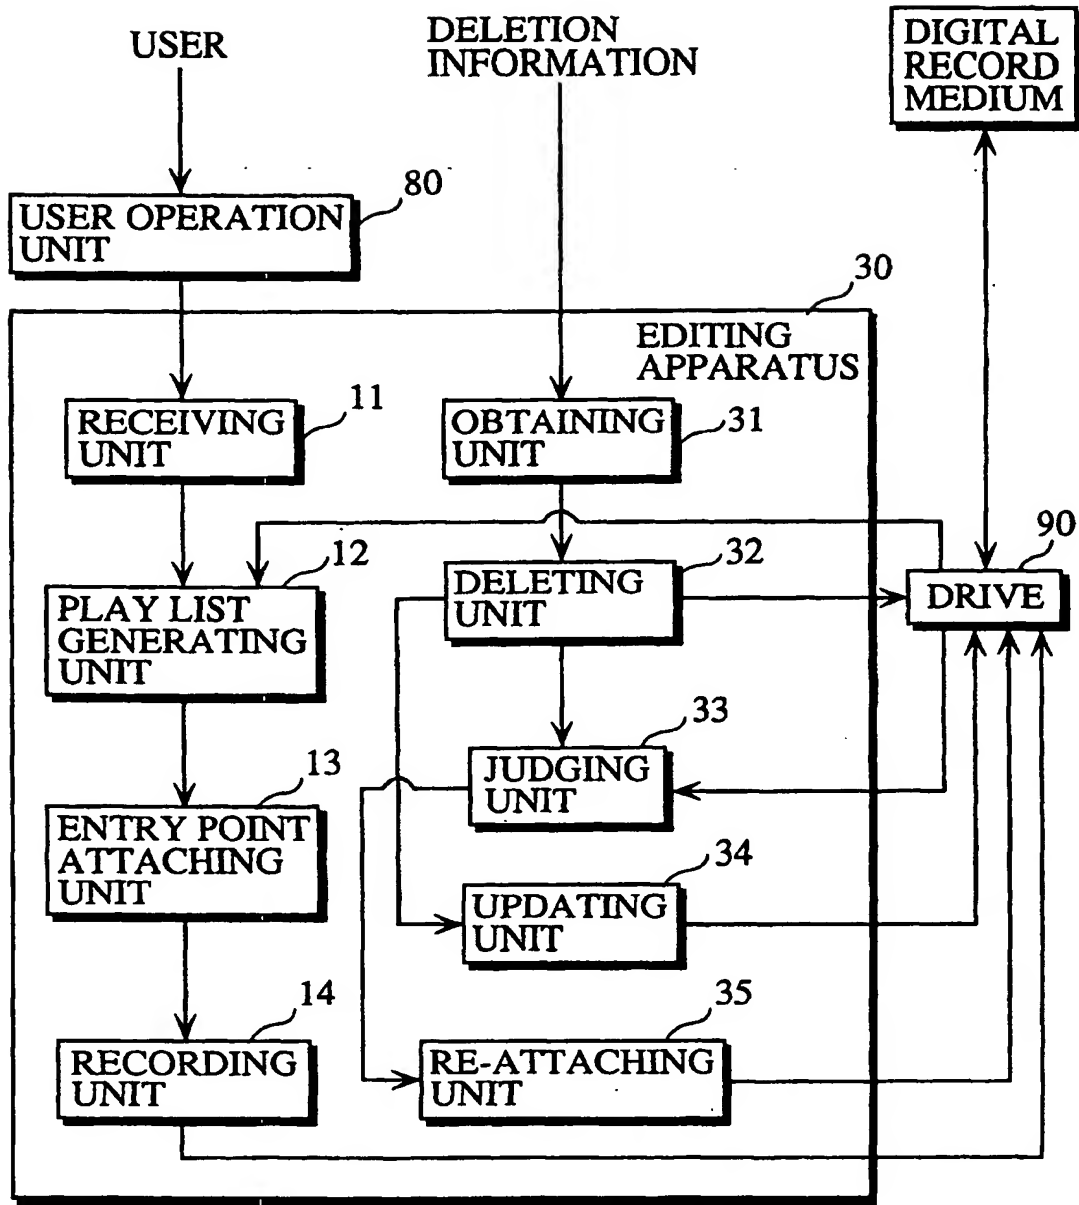 USER
DELETION
INFORMATION
DIGITAL
RECORD
MEDIUM
80
USER OPERATION
UNIT
30
EDITING
APPARATUS
11
RECEIVING
UNIT
31
OBTAINING
UNIT
12
PLAY LIST
GENERATING
UNIT
32
DELETING
UNIT
90
DRIVE
33
JUDGING
UNIT
13
ENTRY POINT
ATTACHING
UNIT
34
UPDATING
UNIT
14
RECORDING
UNIT
35
RE-ATTACHING
UNIT